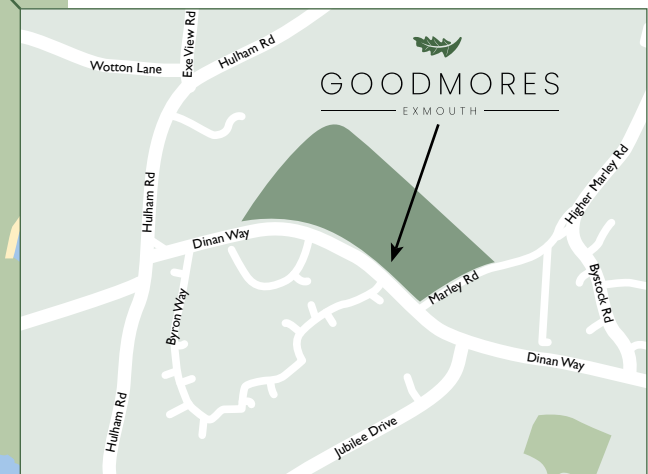 Exe View Rd
Hulham Rd
Wotton Lane
GOODMORES
EXMOUTH
Hulham Rd
Higher Marley Rd
Dinan Way
Marley Rd
Bystock Rd
Byron Way
Dinan Way
Hulham Rd
Jubilee Drive